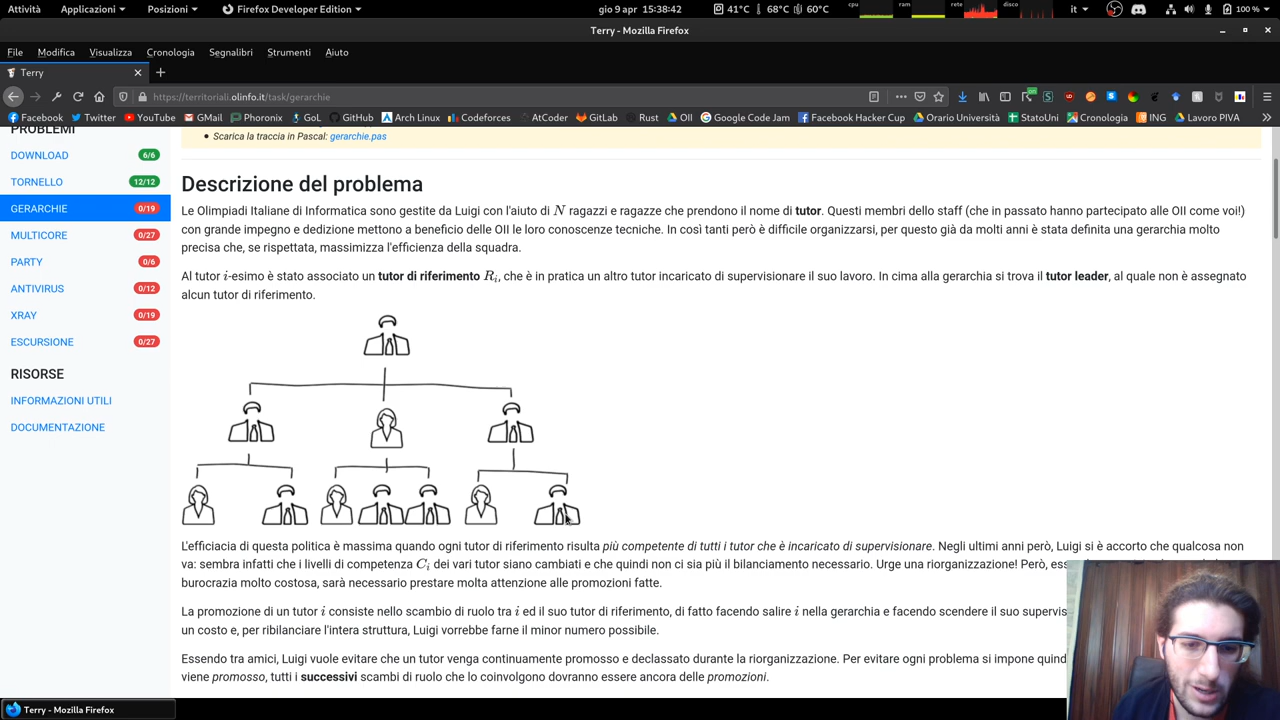 Attività Applicazioni Posizioni Firefox Developer Edition gio 9 apr 15:38:42 41°C 68°C 60°C cpu ram rete disco it 100 %
Terry - Mozilla Firefox
File Modifica Visualizza Cronologia Segnalibri Strumenti Aiuto
Terry
https://territoriali.olinfo.it/task/gerarchie
Facebook Twitter YouTube GMail Phoronix GoL GitHub Arch Linux Codeforces AtCoder GitLab Rust OII Google Code Jam Facebook Hacker Cup Orario Università StatoUni Cronologia ING Lavoro PIVA
PROBLEMI
DOWNLOAD 6/6
TORNELLO 12/12
GERARCHIE 0/19
MULTICORE 0/27
PARTY 0/6
ANTIVIRUS 0/12
XRAY 0/19
ESCURSIONE 0/27
RISORSE
INFORMAZIONI UTILI
DOCUMENTAZIONE
Scarica la traccia in Pascal: gerarchie.pas
Descrizione del problema
Le Olimpiadi Italiane di Informatica sono gestite da Luigi con l'aiuto di N ragazzi e ragazze che prendono il nome di tutor. Questi membri dello staff (che in passato hanno partecipato alle OII come voi!)
con grande impegno e dedizione mettono a beneficio delle OII le loro conoscenze tecniche. In così tanti però è difficile organizzarsi, per questo già da molti anni è stata definita una gerarchia molto
precisa che, se rispettata, massimizza l'efficienza della squadra.
Al tutor i-esimo è stato associato un tutor di riferimento Ri, che è in pratica un altro tutor incaricato di supervisionare il suo lavoro. In cima alla gerarchia si trova il tutor leader, al quale non è assegnato
alcun tutor di riferimento.
L'efficiacia di questa politica è massima quando ogni tutor di riferimento risulta più competente di tutti i tutor che è incaricato di supervisionare. Negli ultimi anni però, Luigi si è accorto che qualcosa non
va: sembra infatti che i livelli di competenza Ci dei vari tutor siano cambiati e che quindi non ci sia più il bilanciamento necessario. Urge una riorganizzazione! Però, ess
burocrazia molto costosa, sarà necessario prestare molta attenzione alle promozioni fatte.
La promozione di un tutor i consiste nello scambio di ruolo tra i ed il suo tutor di riferimento, di fatto facendo salire i nella gerarchia e facendo scendere il suo supervis
un costo e, per ribilanciare l'intera struttura, Luigi vorrebbe farne il minor numero possibile.
Essendo tra amici, Luigi vuole evitare che un tutor venga continuamente promosso e declassato durante la riorganizzazione. Per evitare ogni problema si impone quind
viene promosso, tutti i successivi scambi di ruolo che lo coinvolgono dovranno essere ancora delle promozioni.
Terry - Mozilla Firefox